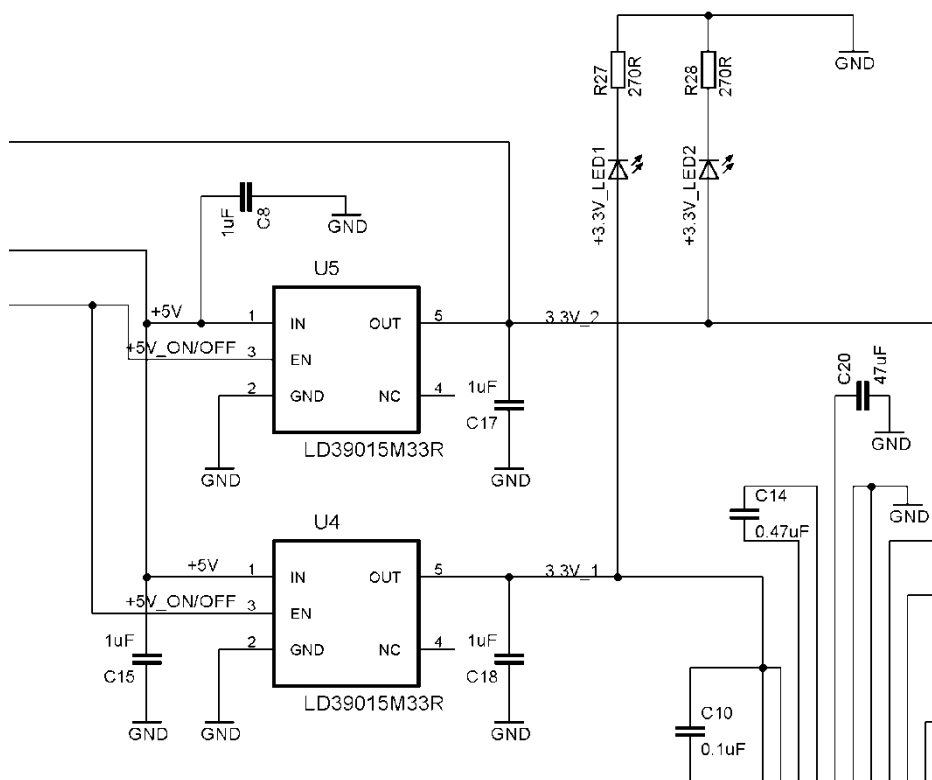 R27
270R
R28
270R
GND
+3.3V_LED1
+3.3V_LED2
1uF
C8
GND
U5
+5V
1
IN
OUT
5
3.3V_2
+5V_ON/OFF
3
EN
2
GND
NC
4
1uF
C17
LD39015M33R
GND
GND
C20
47uF
GND
U4
C14
0.47uF
GND
+5V
1
IN
OUT
5
3.3V_1
+5V_ON/OFF
3
EN
2
GND
NC
4
1uF
C15
1uF
C18
LD39015M33R
GND
GND
GND
C10
0.1uF